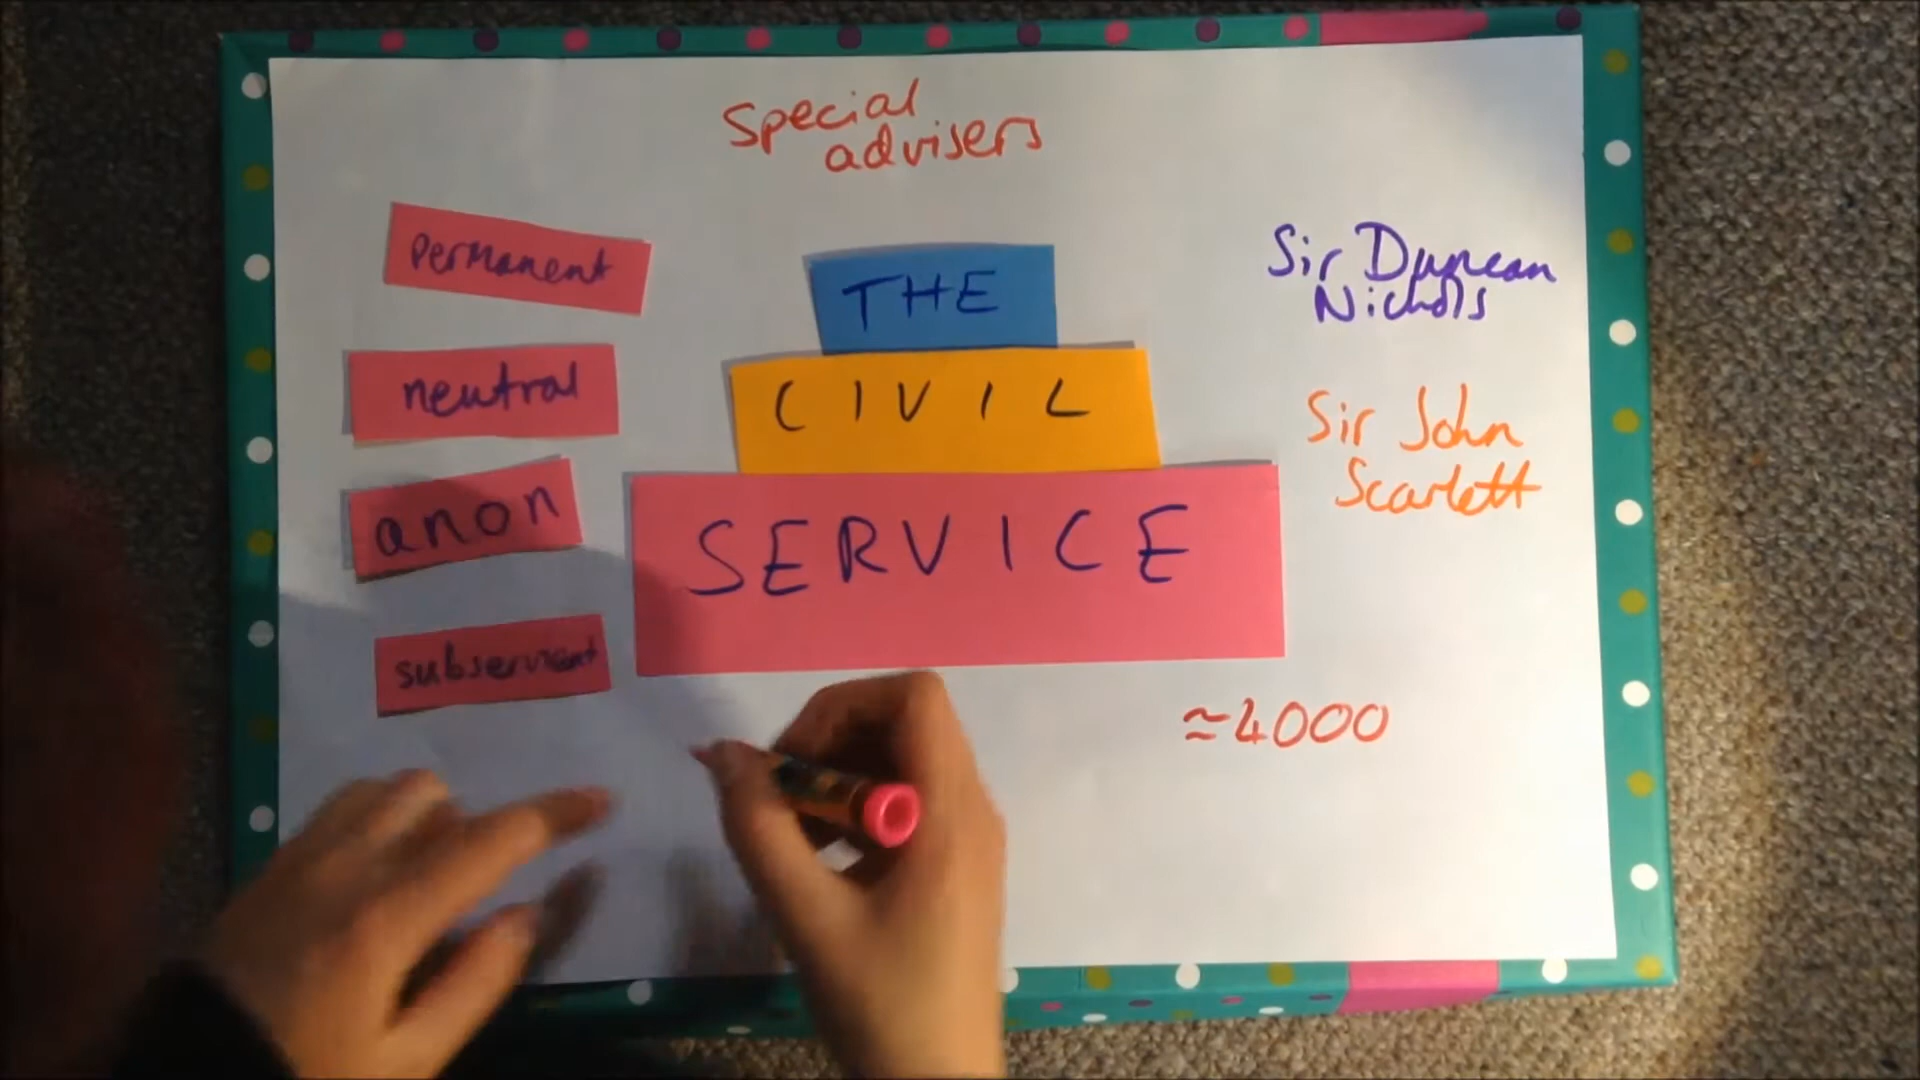 Special
advisers
permanent
neutral
anon
subservient
THE
CIVIL
SERVICE
Sir Duncan
Nichols
Sir John
Scarlett
≈4000